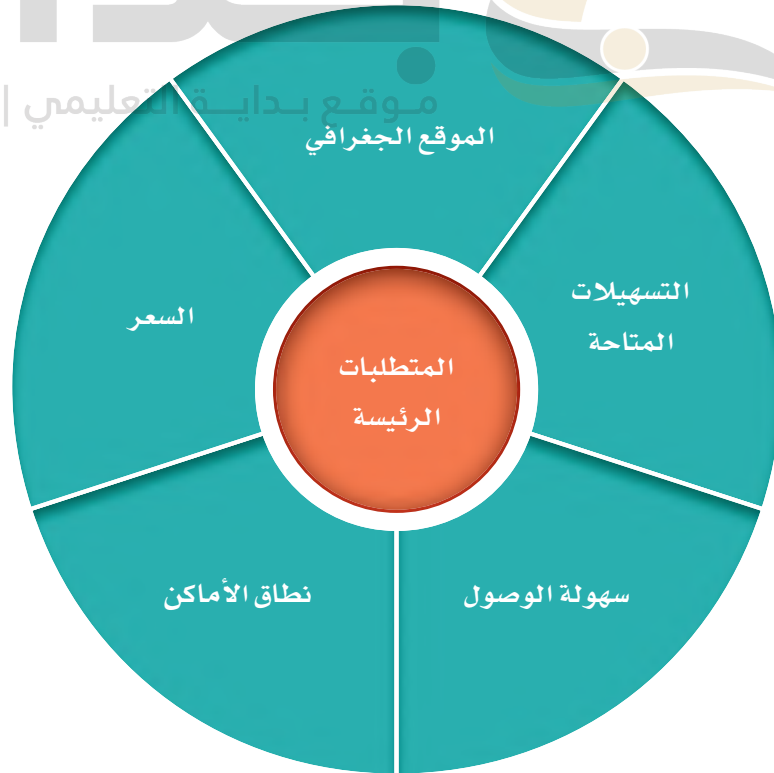 موقع بداية التعليمي |
الموقع الجغرافي
التسهيلات
المتاحة
السعر
المتطلبات
الرئيسة
سهولة الوصول
نطاق الأماكن